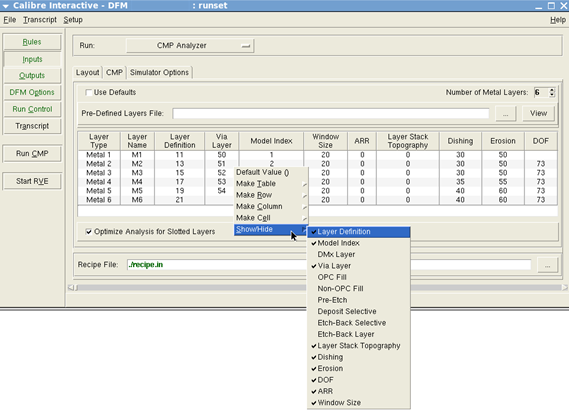 Calibre Interactive - DFM : runset
File Transcript Setup Help
Rules
Inputs
Outputs
DFM Options
Run Control
Transcript
Run CMP
Start RVE
Run: CMP Analyzer
Layout CMP Simulator Options
Use Defaults Number of Metal Layers: 6
Pre-Defined Layers File: ... View
Layer Type Layer Name Layer Definition Via Layer Model Index Window Size ARR Layer Stack Topography Dishing Erosion DOF
Metal 1 M1 11 50 1 20 0 0 30 50
Metal 2 M2 13 51 2 20 0 0 30 50 73
Metal 3 M3 15 52 20 0 0 30 50 73
Metal 4 M4 17 53 20 0 0 35 55 73
Metal 5 M5 19 54 20 0 0 40 60 73
Metal 6 M6 21 20 0 0 40 60 73
Default Value ()
Make Table
Make Row
Make Column
Make Cell
Show/Hide
Optimize Analysis for Slotted Layers
Recipe File: ./recipe.in ...
Layer Definition
Model Index
DMx Layer
Via Layer
OPC Fill
Non-OPC Fill
Pre-Etch
Deposit Selective
Etch-Back Selective
Etch-Back Layer
Layer Stack Topography
Dishing
Erosion
DOF
ARR
Window Size